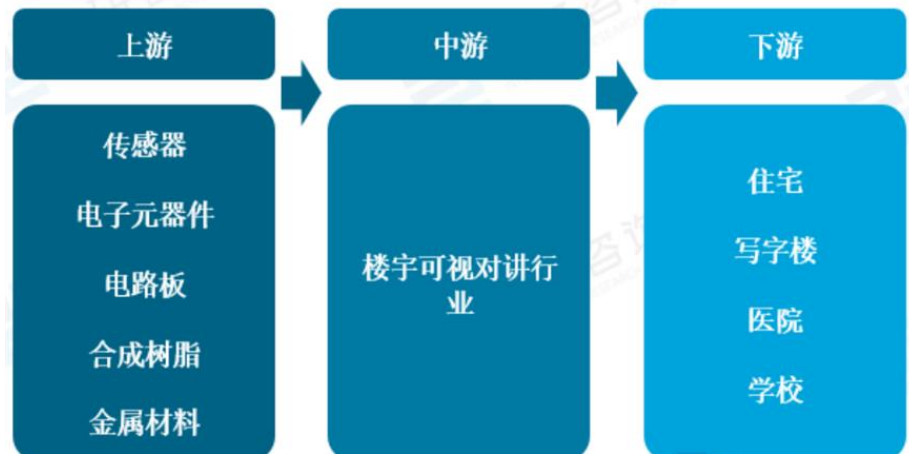 上游
中游
下游
传感器
电子元器件
电路板
合成树脂
金属材料
楼宇可视对讲行
业
住宅
写字楼
医院
学校